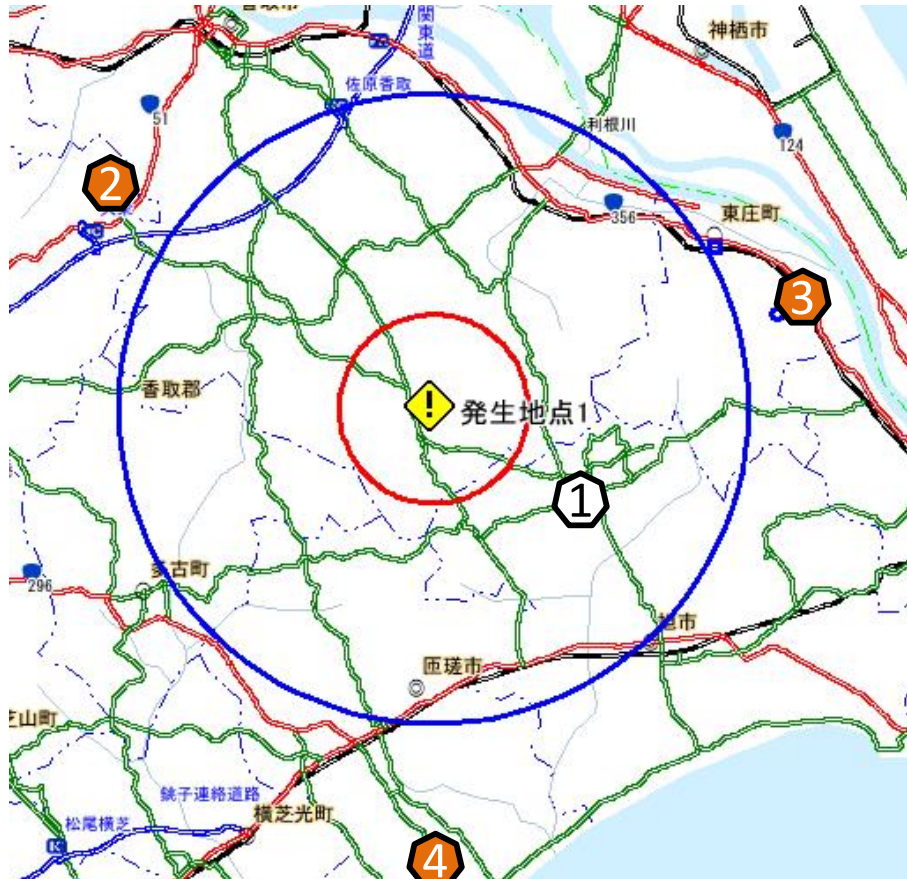 香取市
関東道
神栖市
佐原香取
51
利根川
124
2
356
東庄町
3
香取郡
!
発生地点1
1
296
多古町
旭市
匝瑳市
芝山町
銚子連絡道路
横芝光町
松尾横芝
4